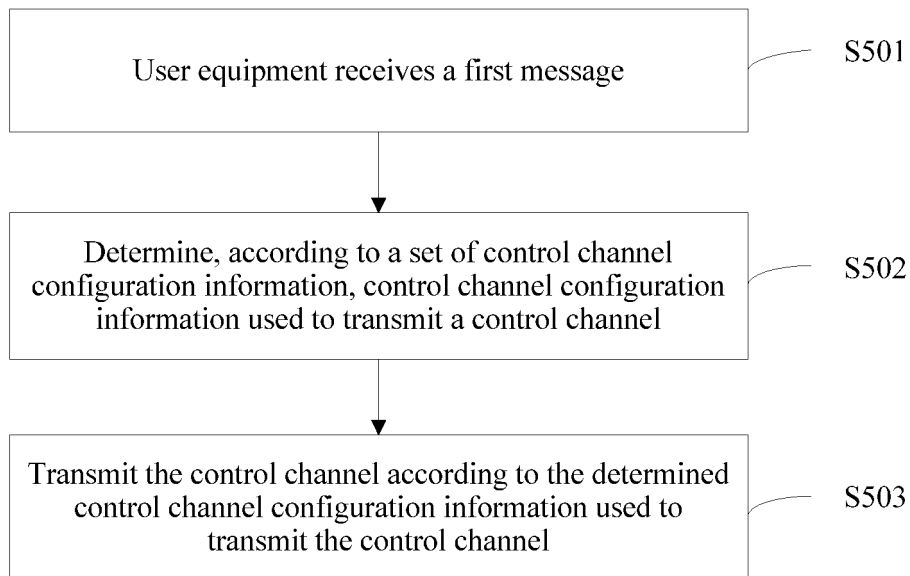 User equipment receives a first message
S501
Determine, according to a set of control channel
configuration information, control channel configuration
information used to transmit a control channel
S502
Transmit the control channel according to the determined
control channel configuration information used to
transmit the control channel
S503